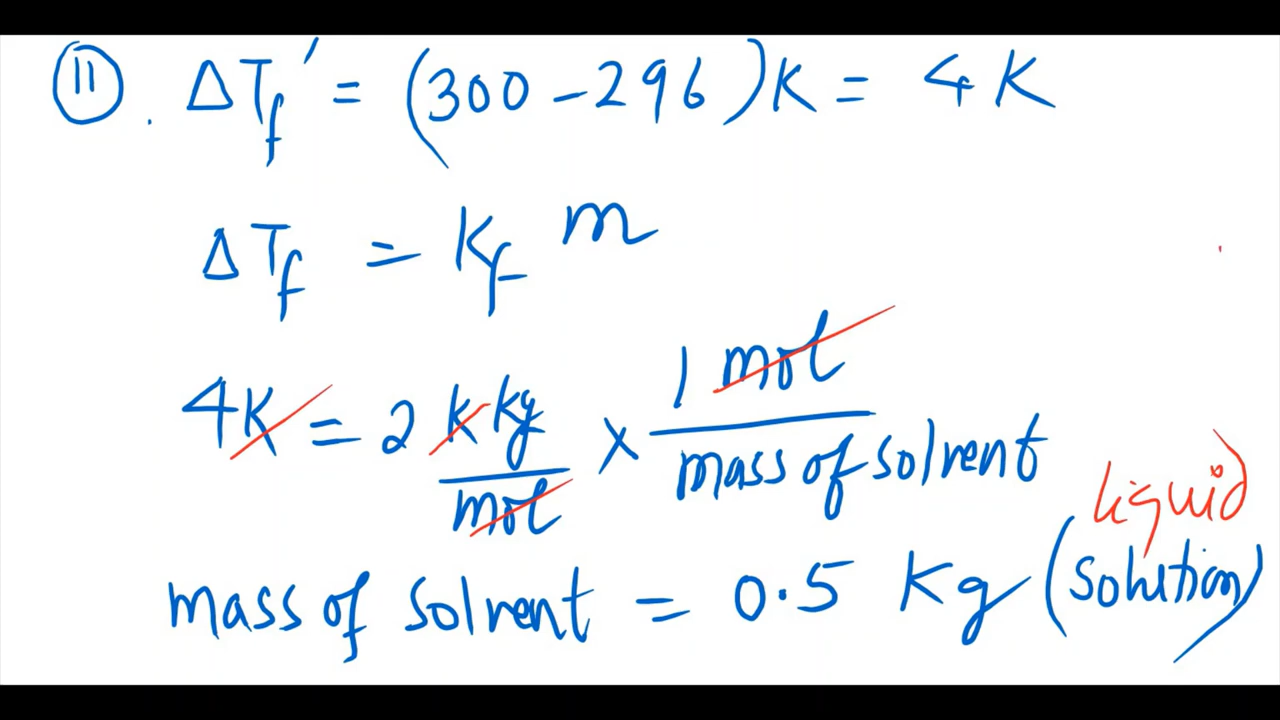 11. ΔTf' = (300 - 296)K = 4 K
ΔTf = Kf m
4K = 2 K kg/mol × 1 mol/mass of solvent
mass of solvent = 0.5 Kg (liquid solution)